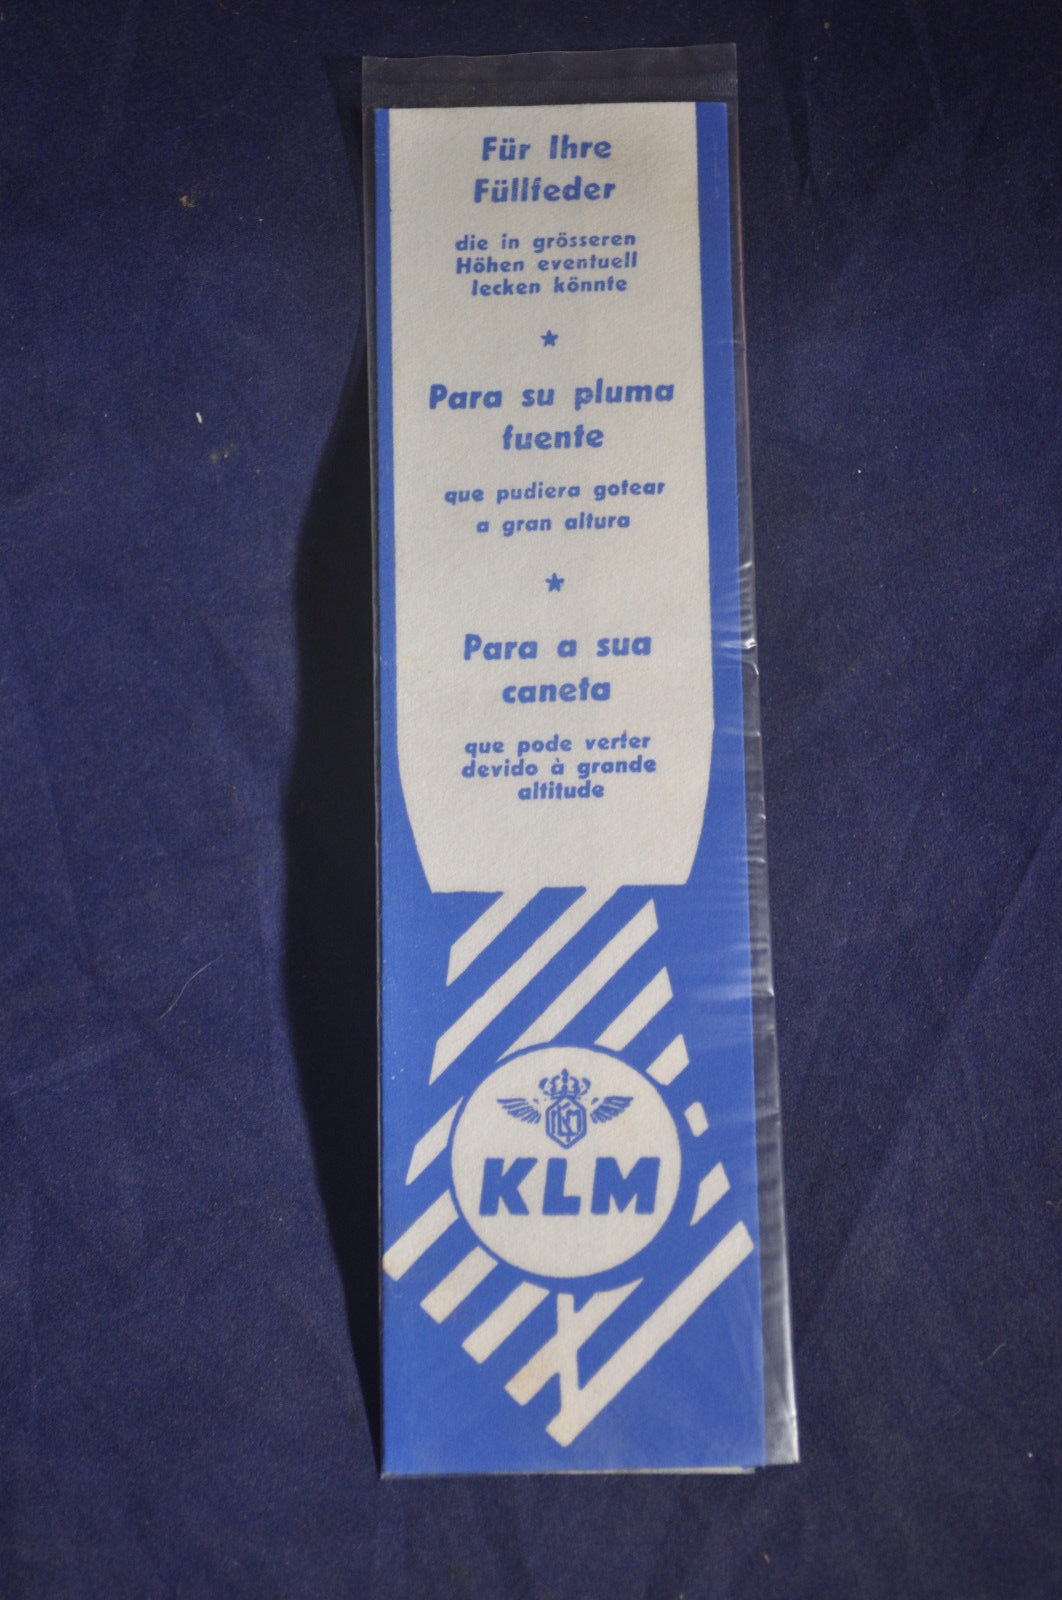 Für Ihre
Füllfeder
die in grösseren
Höhen eventuell
lecken könnte
Para su pluma
fuente
que pudiera gotear
a gran altura
Para a sua
caneta
que pode verter
devido à grande
altitude
KLM
KLM